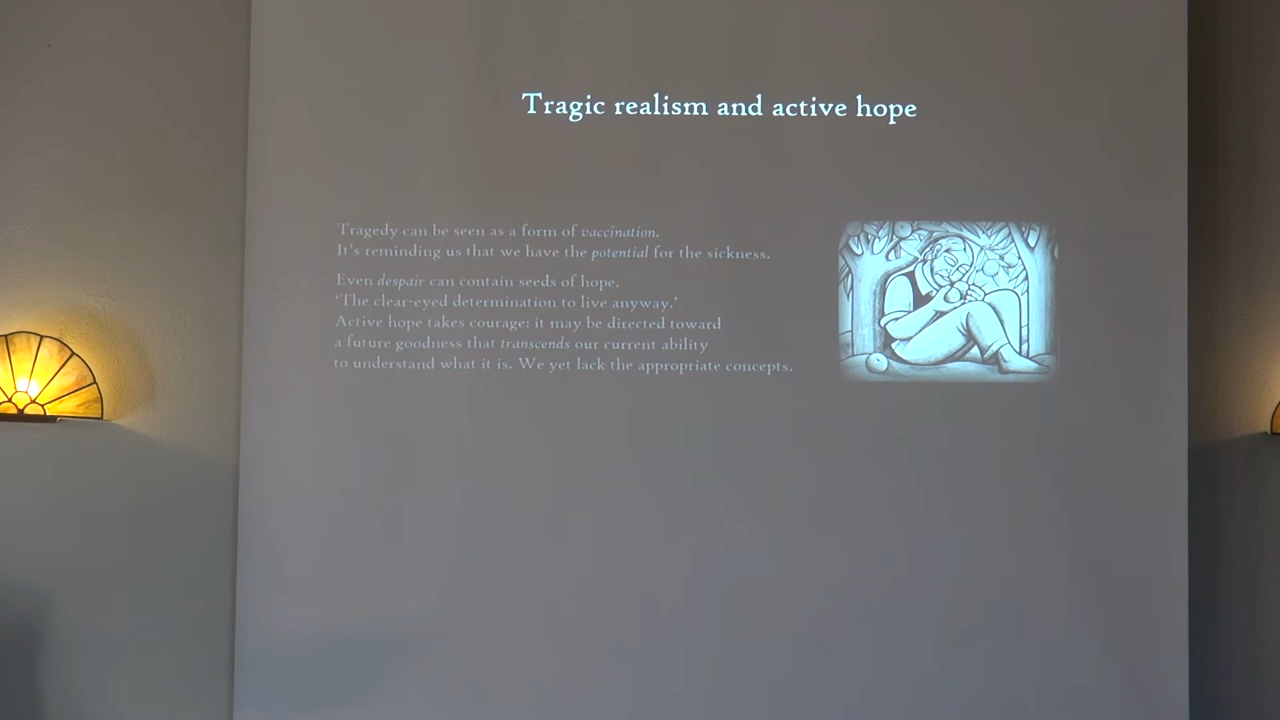 Tragic realism and active hope
Tragedy can be seen as a form of vaccination.
It's reminding us that we have the potential for the sickness.
Even despair can contain seeds of hope.
'The clear-eyed determination to live anyway.'
Active hope takes courage: it may be directed toward
a future goodness that transcends our current ability
to understand what it is. We yet lack the appropriate concepts.